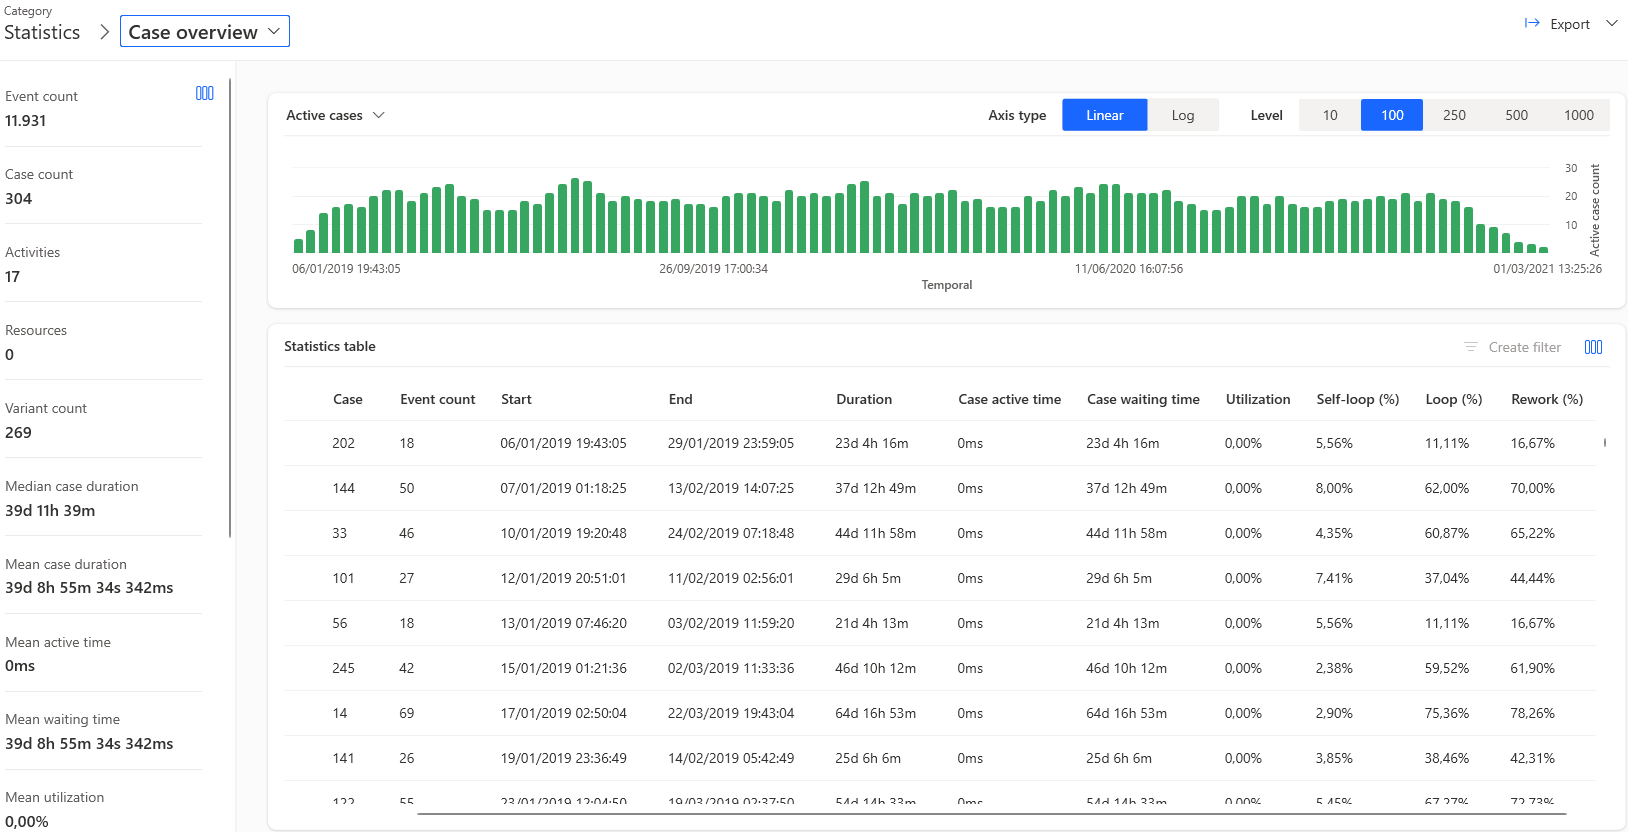 Category
Statistics
Case overview
Export
Event count
11.931
Case count
304
Activities
17
Resources
0
Variant count
269
Median case duration
39d 11h 39m
Mean case duration
39d 8h 55m 34s 342ms
Mean active time
0ms
Mean waiting time
39d 8h 55m 34s 342ms
Mean utilization
0,00%
Active cases
Axis type Linear Log Level 10 100 250 500 1000
30
20
10
Active case count
06/01/2019 19:43:05 26/09/2019 17:00:34 11/06/2020 16:07:56 01/03/2021 13:25:26
Temporal
Statistics table
Create filter
Case Event count Start End Duration Case active time Case waiting time Utilization Self-loop (%) Loop (%) Rework (%)
202 18 06/01/2019 19:43:05 29/01/2019 23:59:05 23d 4h 16m 0ms 23d 4h 16m 0,00% 5,56% 11,11% 16,67%
144 50 07/01/2019 01:18:25 13/02/2019 14:07:25 37d 12h 49m 0ms 37d 12h 49m 0,00% 8,00% 62,00% 70,00%
33 46 10/01/2019 19:20:48 24/02/2019 07:18:48 44d 11h 58m 0ms 44d 11h 58m 0,00% 4,35% 60,87% 65,22%
101 27 12/01/2019 20:51:01 11/02/2019 02:56:01 29d 6h 5m 0ms 29d 6h 5m 0,00% 7,41% 37,04% 44,44%
56 18 13/01/2019 07:46:20 03/02/2019 11:59:20 21d 4h 13m 0ms 21d 4h 13m 0,00% 5,56% 11,11% 16,67%
245 42 15/01/2019 01:21:36 02/03/2019 11:33:36 46d 10h 12m 0ms 46d 10h 12m 0,00% 2,38% 59,52% 61,90%
14 69 17/01/2019 02:50:04 22/03/2019 19:43:04 64d 16h 53m 0ms 64d 16h 53m 0,00% 2,90% 75,36% 78,26%
141 26 19/01/2019 23:36:49 14/02/2019 05:42:49 25d 6h 6m 0ms 25d 6h 6m 0,00% 3,85% 38,46% 42,31%
122 55 23/01/2019 12:04:50 19/03/2019 02:37:50 54d 14h 33m 0ms 54d 14h 33m 0,00% 5,45% 67,27% 72,73%